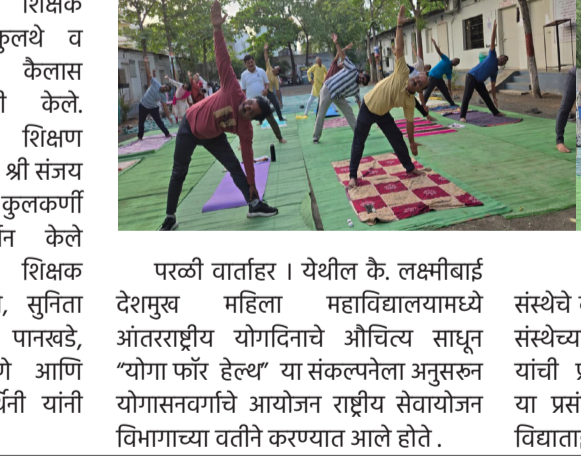 शिक्षक
कुलथे व
कैलास
केले.
शिक्षण
श्री संजय
कुलकर्णी
केले
शिक्षक
सुनिता
पानखडे,
आणि
यांनी
परळी वार्ताहर । येथील कै. लक्ष्मीबाई
देशमुख महिला महाविद्यालयामध्ये
आंतरराष्ट्रीय योगदिनाचे औचित्य साधून
“योगा फॉर हेल्थ” या संकल्पनेला अनुसरून
योगासनवर्गाचे आयोजन राष्ट्रीय सेवायोजन
विभागाच्या वतीने करण्यात आले होते .
संस्थेचे
संस्थेच्या
यांची
या